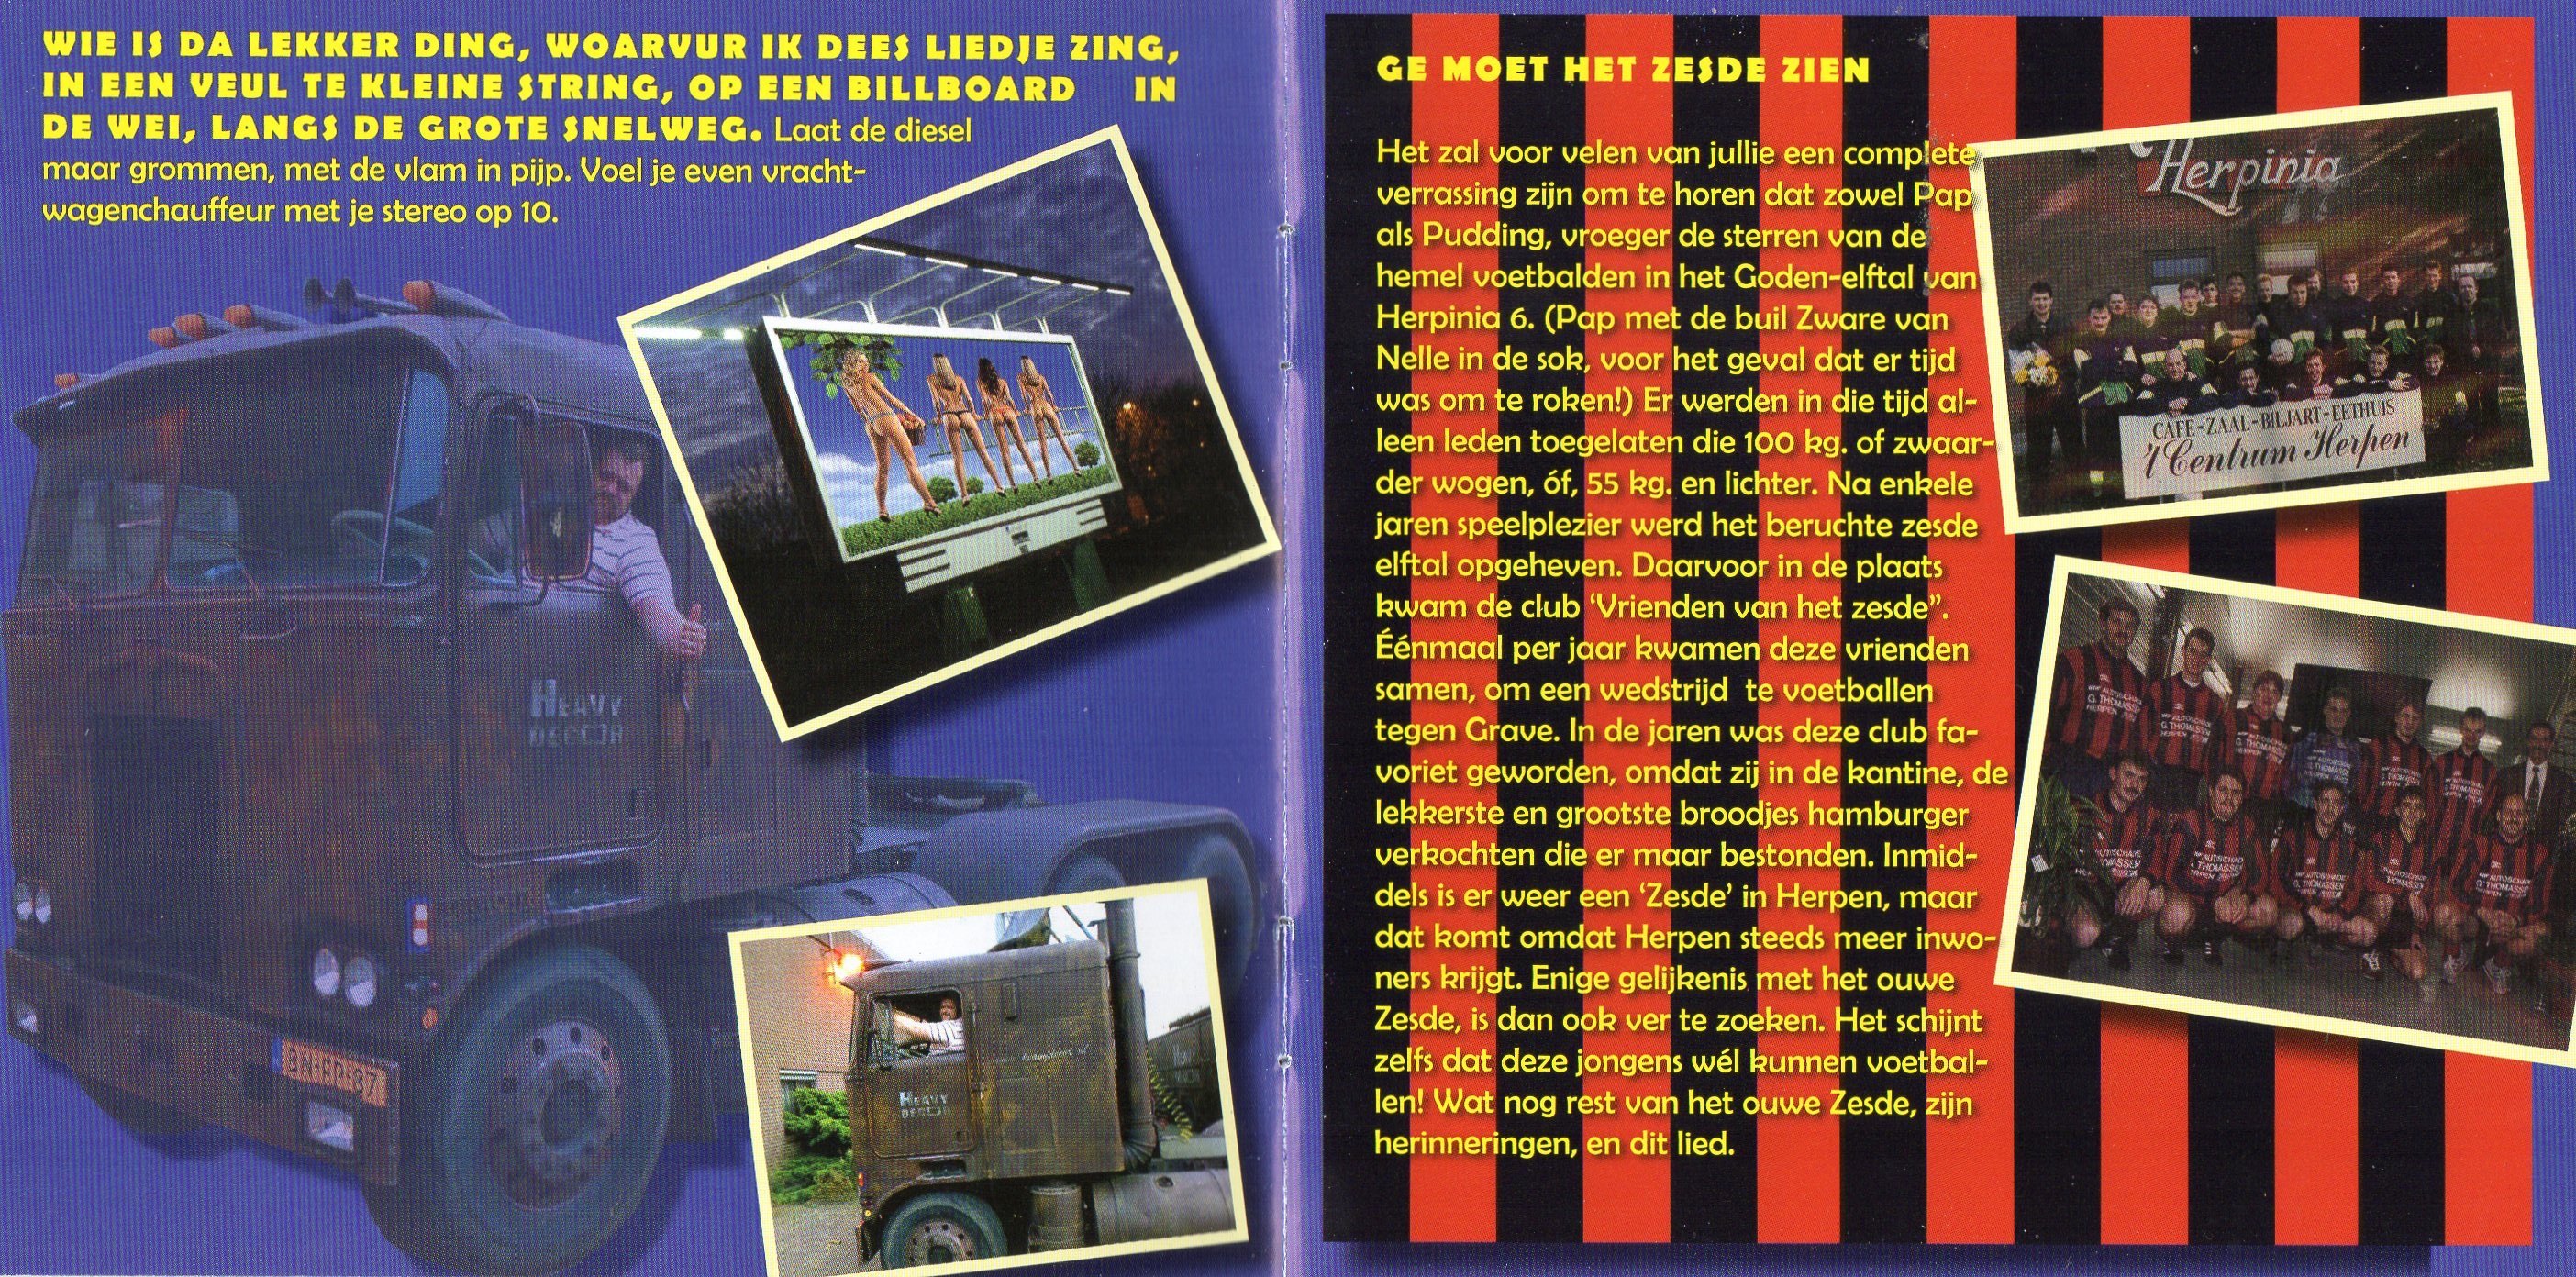 WIE IS DA LEKKER DING, WOARVUR IK DEES LIEDJE ZING,
IN EEN VEUL TE KLEINE STRING, OP EEN BILLBOARD IN
DE WEI, LANGS DE GROTE SNELWEG. Laat de diesel
maar grommen, met de vlam in pijp. Voel je even vracht-
wagenchauffeur met je stereo op 10.
HEAVY
DECOR
HEAVY
DECOR
GE MOET HET ZESDE ZIEN
Het zal voor velen van jullie een complete
verrassing zijn om te horen dat zowel Pap
als Pudding, vroeger de sterren van de
hemel voetbalden in het Goden-elftal van
Herpinia 6. (Pap met de buil Zware van
Nelle in de sok, voor het geval dat er tijd
was om te roken!) Er werden in die tijd al-
leen leden toegelaten die 100 kg. of zwaar-
der wogen, óf, 55 kg. en lichter. Na enkele
jaren speelplezier werd het beruchte zesde
elftal opgeheven. Daarvoor in de plaats
kwam de club ‘Vrienden van het zesde”.
Éénmaal per jaar kwamen deze vrienden
samen, om een wedstrijd te voetballen
tegen Grave. In de jaren was deze club fa-
voriet geworden, omdat zij in de kantine, de
lekkerste en grootste broodjes hamburger
verkochten die er maar bestonden. Inmid-
dels is er weer een ‘Zesde’ in Herpen, maar
dat komt omdat Herpen steeds meer inwo-
ners krijgt. Enige gelijkenis met het ouwe
Zesde, is dan ook ver te zoeken. Het schijnt
zelfs dat deze jongens wél kunnen voetbal-
len! Wat nog rest van het ouwe Zesde, zijn
herinneringen, en dit lied.
Herpinia
CAFE-ZAAL-BILJART-EETHUIS
't Centrum Herpen
AUTOSCHADE
G. THOMASSEN
HERPEN